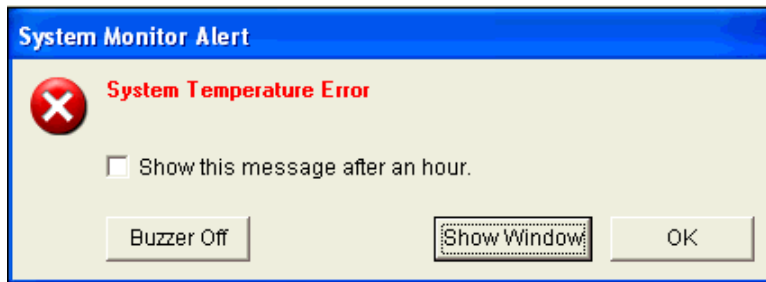 System Monitor Alert
System Temperature Error
Show this message after an hour.
Buzzer Off Show Window OK